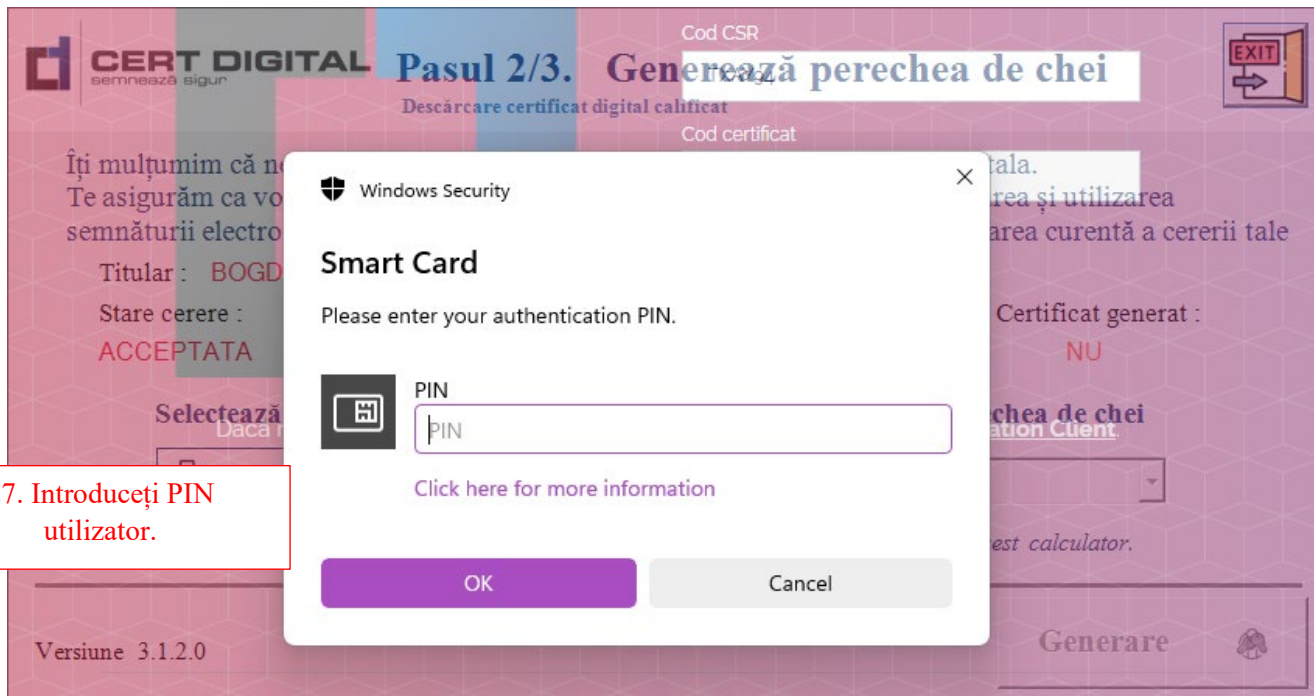 CERT DIGITAL
semnează sigur
Pasul 2/3. Generează perechea de chei
Descărcare certificat digital calificat
Cod CSR
Cod certificat
EXIT
Îți mulțumim că
tala.
Te asigurăm ca vo
rea și utilizarea
semnăturii electro
area curentă a cererii tale
Titular : BOGD
Stare cerere :
ACCEPTATA
Certificat generat :
NU
Selectează
chea de chei
Dacă
ation Client.
est calculator.
Windows Security
Smart Card
Please enter your authentication PIN.
PIN
PIN
Click here for more information
OK
Cancel
7. Introduceți PIN
utilizator.
Versiune 3.1.2.0
Generare